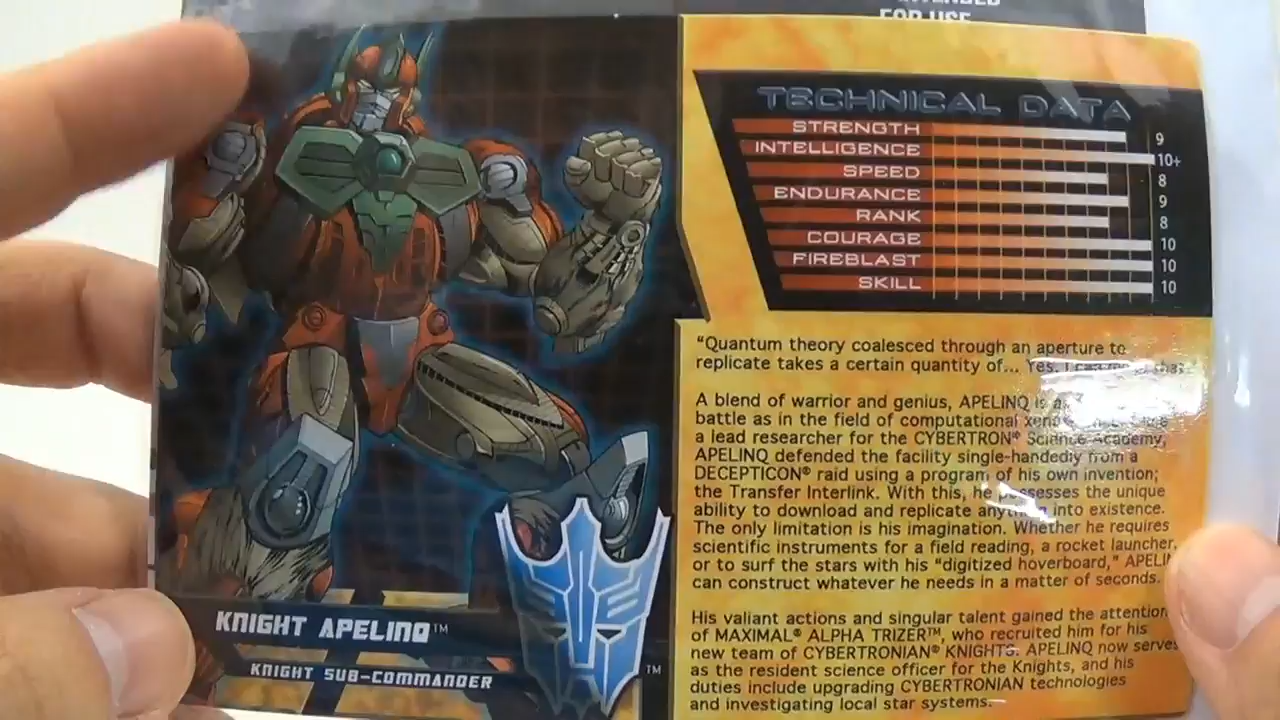 FOR USE
TECHNICAL DATA
STRENGTH 9
INTELLIGENCE 10+
SPEED 8
ENDURANCE 9
RANK 8
COURAGE 10
FIREBLAST 10
SKILL 10
"Quantum theory coalesced through an aperture to
replicate takes a certain quantity of... Yes, I
A blend of warrior and genius, APELINQ is
battle as in the field of computational
a lead researcher for the CYBERTRON® Science Academy,
APELINQ defended the facility single-handedly from a
DECEPTICON® raid using a program of his own invention;
the Transfer Interlink. With this, he possesses the unique
ability to download and replicate anything into existence.
The only limitation is his imagination. Whether he requires
scientific instruments for a field reading, a rocket launcher,
or to surf the stars with his "digitized hoverboard,"
can construct whatever he needs in a matter of seconds.
His valiant actions and singular talent gained the attention
of MAXIMAL® ALPHA TRIZER™, who recruited him for his
new team of CYBERTRONIAN® KNIGHTS. APELINQ now serves
as the resident science officer for the Knights, and his
duties include upgrading CYBERTRONIAN technologies
and investigating local star systems.
KNIGHT APELINQ™
KNIGHT SUB-COMMANDER
™